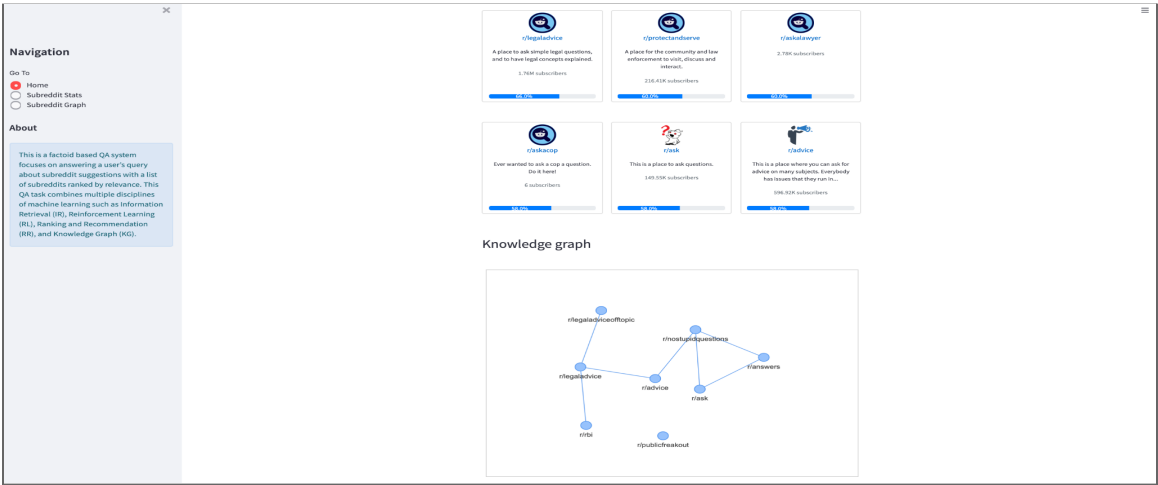 Navigation
Go To
Home
Subreddit Stats
Subreddit Graph
About
This is a factoid based QA system
focuses on answering a user's query
about subreddit suggestions with a list
of subreddits ranked by relevance. This
QA task combines multiple disciplines
of machine learning such as Information
Retrieval (IR), Reinforcement Learning
(RL), Ranking and Recommendation
(RR), and Knowledge Graph (KG).
r/legaladvice
A place to ask simple legal questions,
and to have legal concepts explained.
1.76M subscribers
66.0%
r/protectandserve
A place for the community and law
enforcement to visit, discuss and
interact.
216.41K subscribers
60.0%
r/askalawyer
2.78K subscribers
60.0%
r/askacop
Ever wanted to ask a cop a question.
Do it here!
6 subscribers
r/ask
This is a place to ask questions.
149.55K subscribers
58.0%
r/advice
This is a place where you can ask for
advice on many subjects. Everybody
has issues that they run in...
596.92K subscribers
58.0%
Knowledge graph
r/legaladviceofftopic
r/nostupidquestions
r/answers
r/legaladvice
r/advice
r/ask
r/rbi
r/publicfreakout